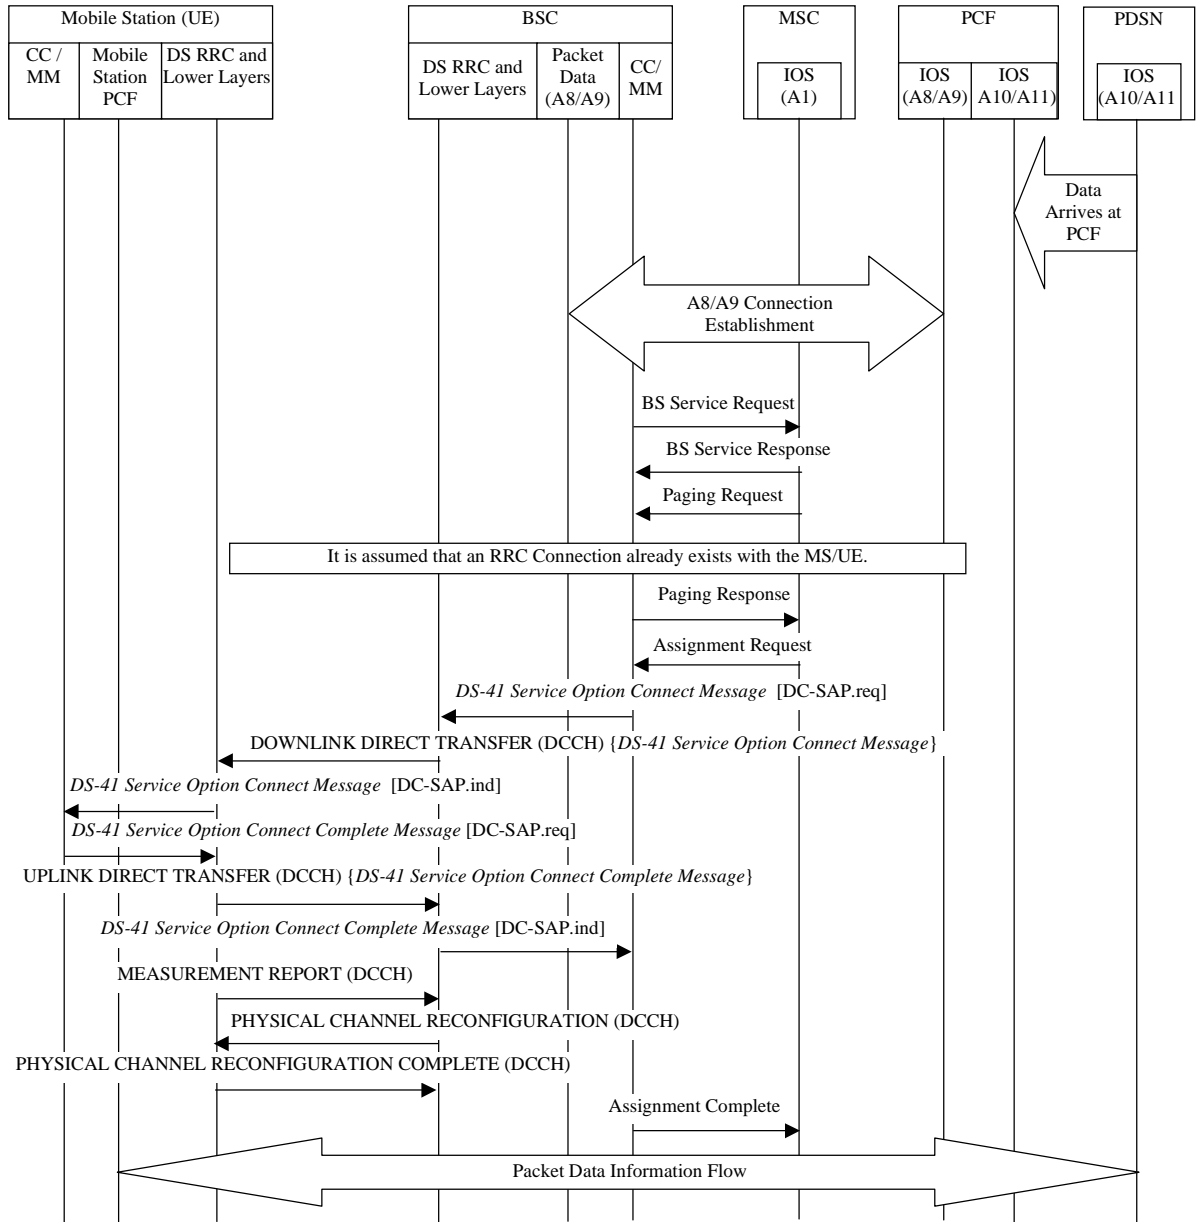 Mobile Station (UE)
BSC
MSC
PCF
PDSN
CC /
MM
Mobile
Station
PCF
DS RRC and
Lower Layers
DS RRC and
Lower Layers
Packet
Data
(A8/A9)
CC/
MM
IOS
(A1)
IOS
(A8/A9)
IOS
A10/A11)
IOS
(A10/A11
Data
Arrives at
PCF
A8/A9 Connection
Establishment
BS Service Request
BS Service Response
Paging Request
It is assumed that an RRC Connection already exists with the MS/UE.
Paging Response
Assignment Request
DS-41 Service Option Connect Message [DC-SAP.req]
DOWNLINK DIRECT TRANSFER (DCCH) {DS-41 Service Option Connect Message}
DS-41 Service Option Connect Message [DC-SAP.ind]
DS-41 Service Option Connect Complete Message [DC-SAP.req]
UPLINK DIRECT TRANSFER (DCCH) {DS-41 Service Option Connect Complete Message}
DS-41 Service Option Connect Complete Message [DC-SAP.ind]
MEASUREMENT REPORT (DCCH)
PHYSICAL CHANNEL RECONFIGURATION (DCCH)
PHYSICAL CHANNEL RECONFIGURATION COMPLETE (DCCH)
Assignment Complete
Packet Data Information Flow